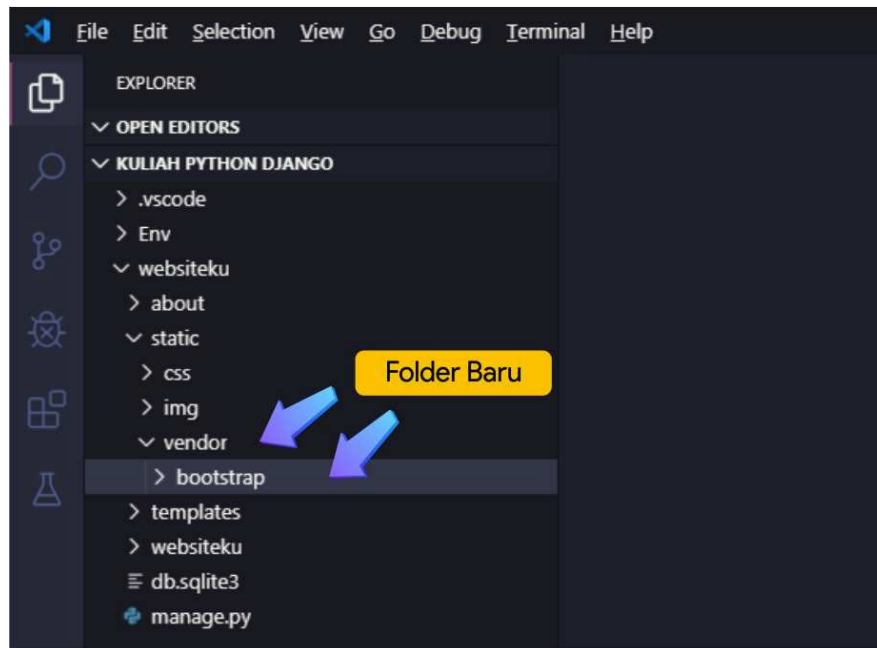 File Edit Selection View Go Debug Terminal Help
EXPLORER
OPEN EDITORS
KULIAH PYTHON DJANGO
.vscode
Env
websiteku
about
static
css
Folder Baru
img
vendor
bootstrap
templates
websiteku
db.sqlite3
manage.py